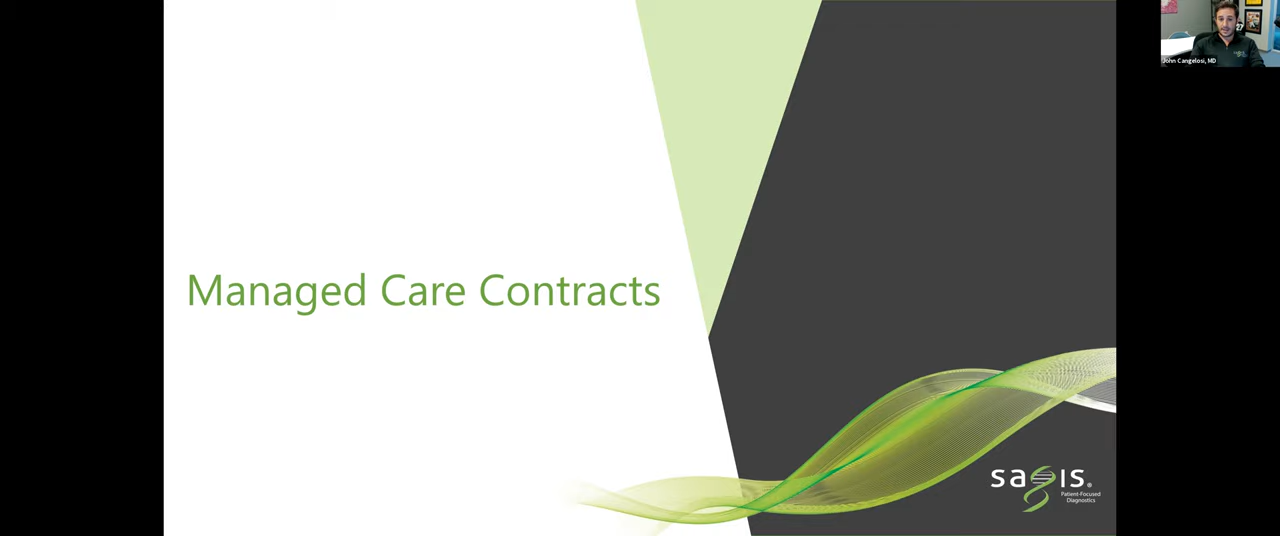 John Cangelosi, MD
Managed Care Contracts
sagis.
Patient-Focused
Diagnostics